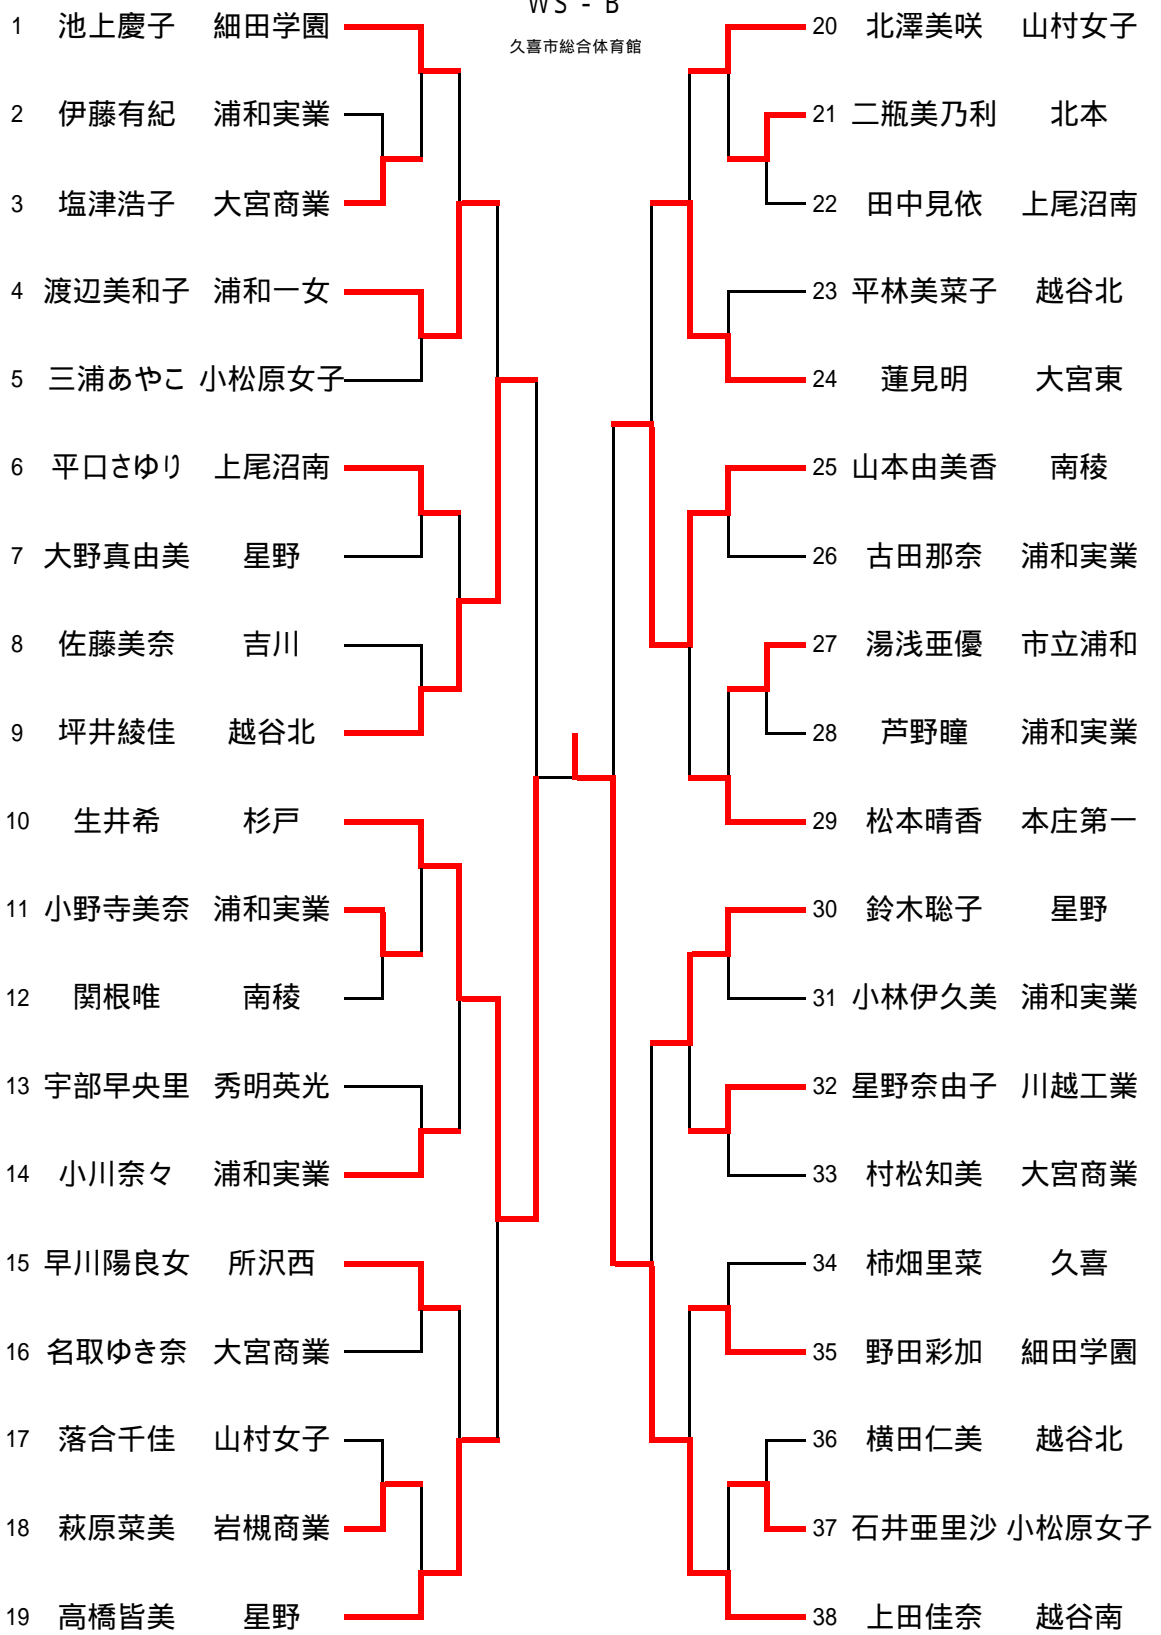 WS - B
久喜市総合体育館
1 池上慶子 細田学園
2 伊藤有紀 浦和実業
3 塩津浩子 大宮商業
4 渡辺美和子 浦和一女
5 三浦あやこ 小松原女子
6 平口さゆり 上尾沼南
7 大野真由美 星野
8 佐藤美奈 吉川
9 坪井綾佳 越谷北
10 生井希 杉戸
11 小野寺美奈 浦和実業
12 関根唯 南稜
13 宇部早央里 秀明英光
14 小川奈々 浦和実業
15 早川陽良女 所沢西
16 名取ゆき奈 大宮商業
17 落合千佳 山村女子
18 萩原菜美 岩槻商業
19 高橋皆美 星野
20 北澤美咲 山村女子
21 二瓶美乃利 北本
22 田中見依 上尾沼南
23 平林美菜子 越谷北
24 蓮見明 大宮東
25 山本由美香 南稜
26 古田那奈 浦和実業
27 湯浅亜優 市立浦和
28 芦野瞳 浦和実業
29 松本晴香 本庄第一
30 鈴木聡子 星野
31 小林伊久美 浦和実業
32 星野奈由子 川越工業
33 村松知美 大宮商業
34 柿畑里菜 久喜
35 野田彩加 細田学園
36 横田仁美 越谷北
37 石井亜里沙 小松原女子
38 上田佳奈 越谷南